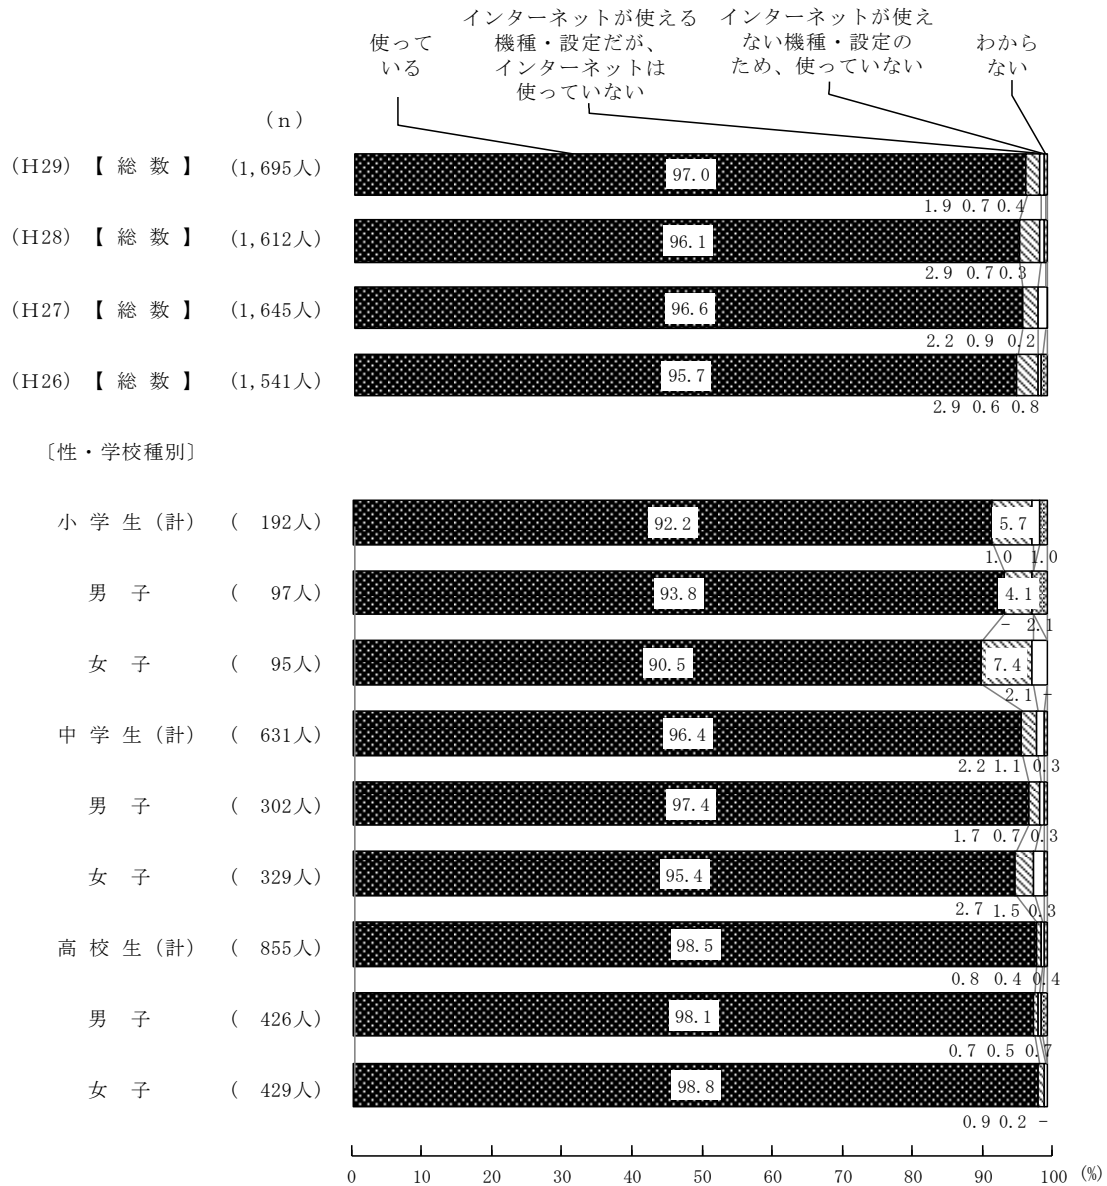 使って
いる
インターネットが使える
機種・設定だが、
インターネットは
使っていない
インターネットが使え
ない機種・設定の
ため、使っていない
わから
ない
(n)
(H29)【 総 数 】 (1,695人) 97.0
1.9 0.7 0.4
(H28)【 総 数 】 (1,612人) 96.1
2.9 0.7 0.3
(H27)【 総 数 】 (1,645人) 96.6
2.2 0.9 0.2
(H26)【 総 数 】 (1,541人) 95.7
2.9 0.6 0.8
〔性・学校種別〕
小 学 生 (計) ( 192人) 92.2 5.7
1.0 1.0
男 子 ( 97人) 93.8 4.1
- 2.1
女 子 ( 95人) 90.5 7.4
2.1 -
中 学 生 (計) ( 631人) 96.4
2.2 1.1 0.3
男 子 ( 302人) 97.4
1.7 0.7 0.3
女 子 ( 329人) 95.4
2.7 1.5 0.3
高 校 生 (計) ( 855人) 98.5
0.8 0.4 0.4
男 子 ( 426人) 98.1
0.7 0.5 0.7
女 子 ( 429人) 98.8
0.9 0.2 -
0 10 20 30 40 50 60 70 80 90 100 (%)